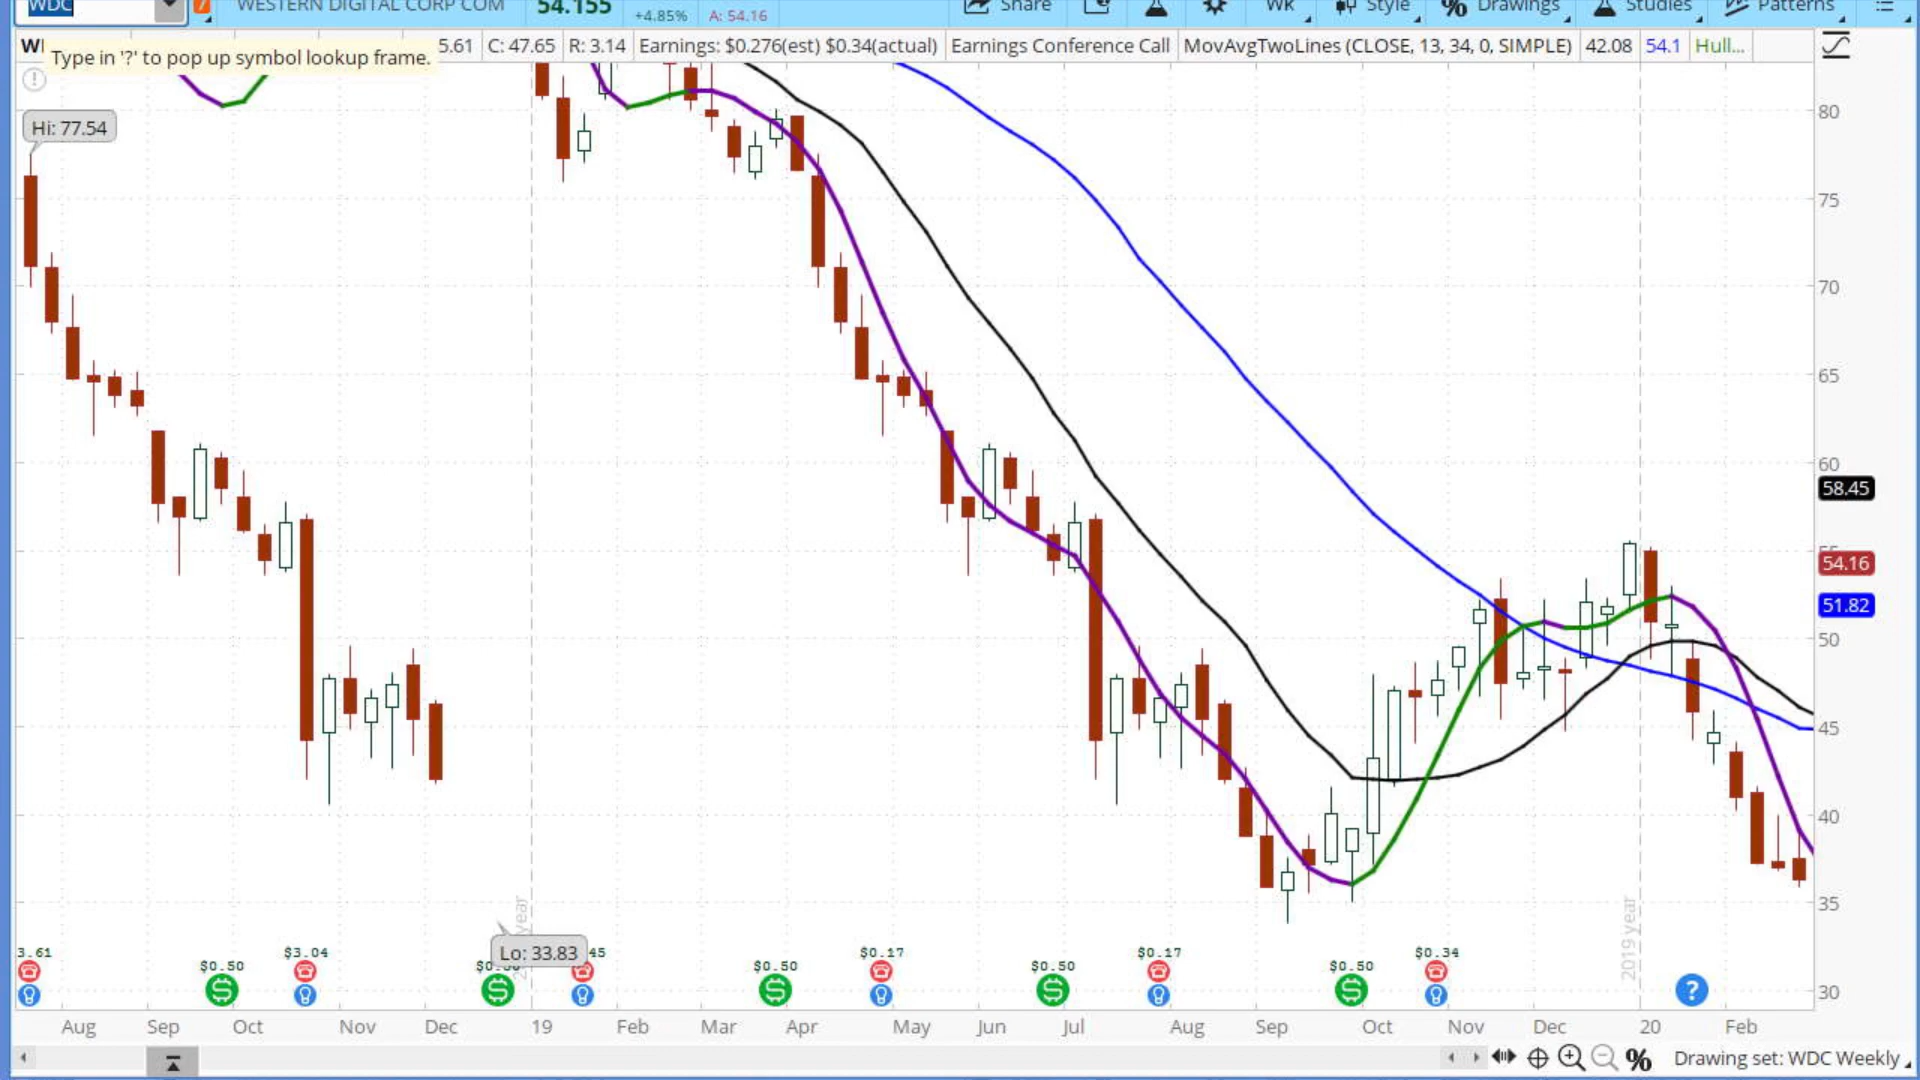 WDC
WESTERN DIGITAL CORP COM
54.155
+4.85%
A: 54.16
Share
Wk
Style
Drawings
Studies
Patterns
Type in '?' to pop up symbol lookup frame.
5.61
C: 47.65
R: 3.14
Earnings: $0.276(est) $0.34(actual)
Earnings Conference Call
MovAvgTwoLines (CLOSE, 13, 34, 0, SIMPLE)
42.08
54.1
Hull...
Hi: 77.54
80
75
70
65
60
58.45
54.16
51.82
50
45
40
35
30
2019 year
year
Lo: 33.83
3.61
$0.50
$3.04
45
$0.50
$0.17
$0.50
$0.17
$0.50
$0.34
Aug
Sep
Oct
Nov
Dec
19
Feb
Mar
Apr
May
Jun
Jul
Aug
Sep
Oct
Nov
Dec
20
Feb
Drawing set: WDC Weekly